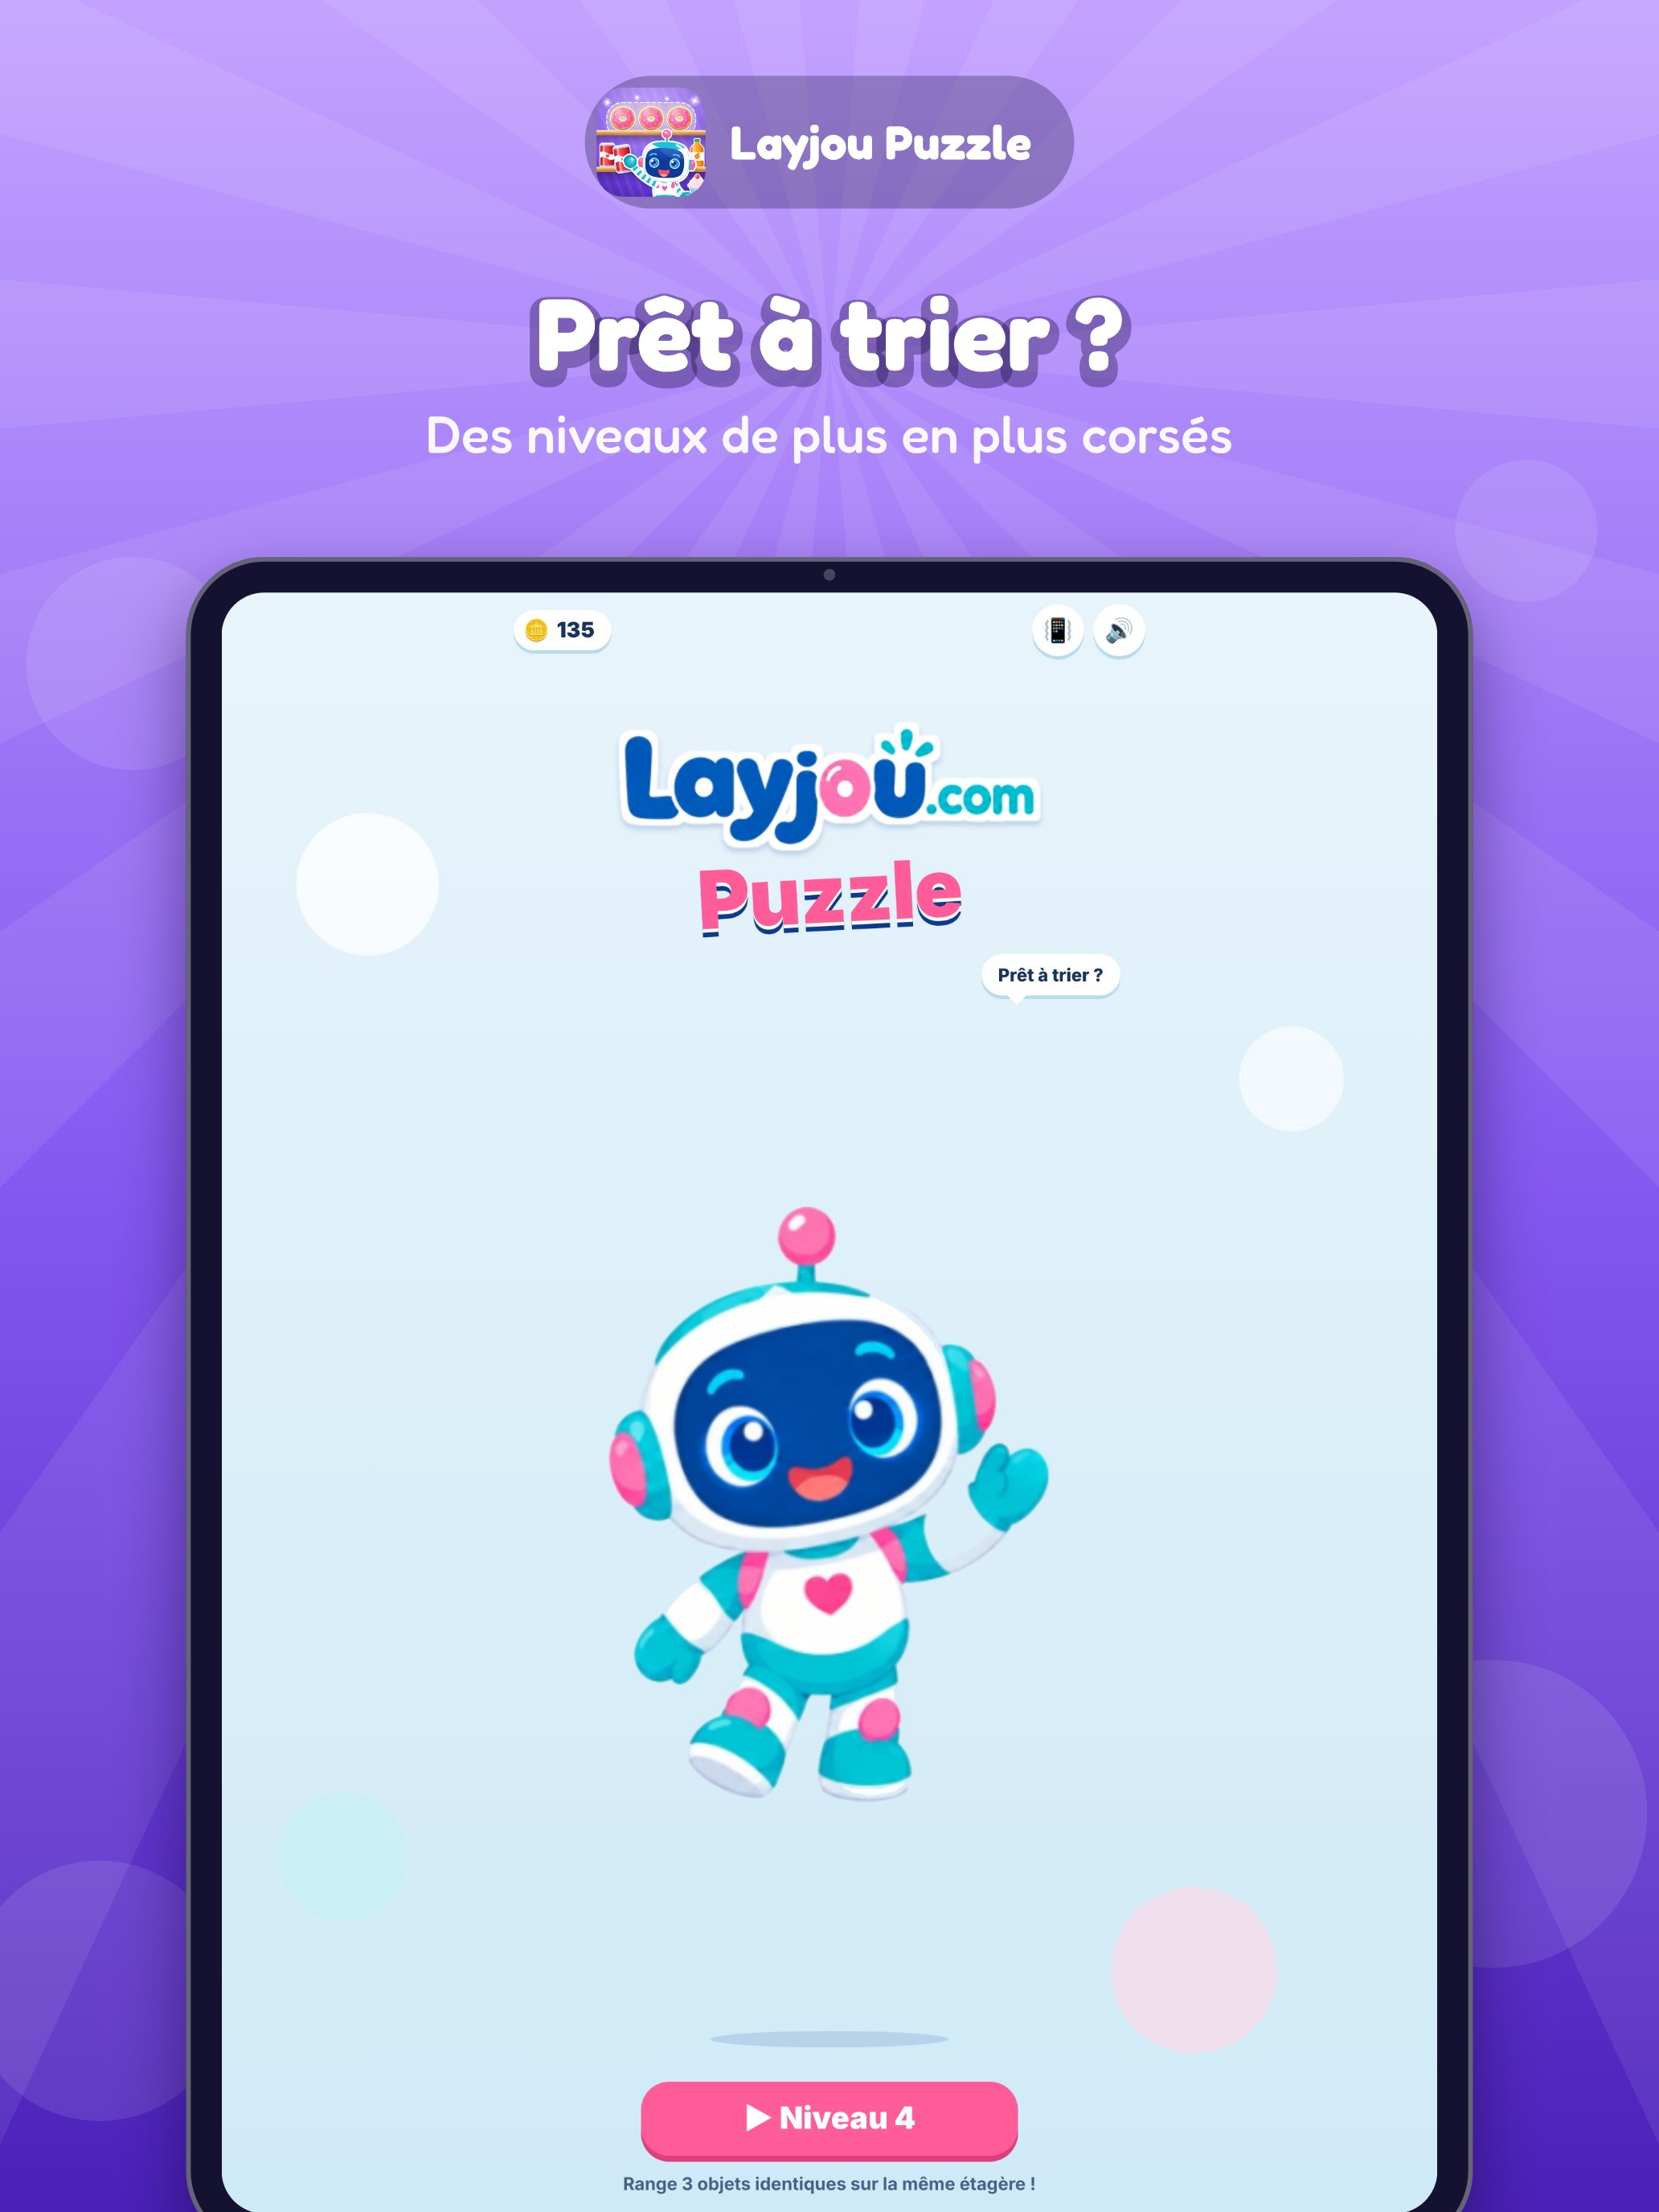 Layjou Puzzle
Prêt à trier ?
Des niveaux de plus en plus corsés
135
Layjou.com
Puzzle
Prêt à trier ?
Niveau 4
Range 3 objets identiques sur la même étagère !